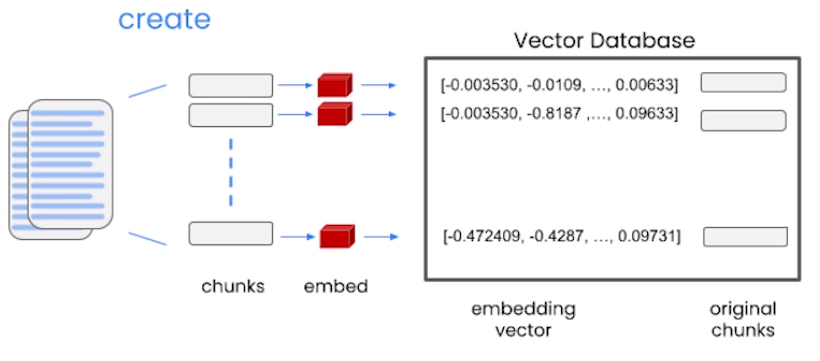 create
Vector Database
[-0.003530, -0.0109, ..., 0.00633]
[-0.003530, -0.8187 ,..., 0.09633]
[-0.472409, -0.4287, ..., 0.09731]
chunks
embed
embedding
vector
original
chunks